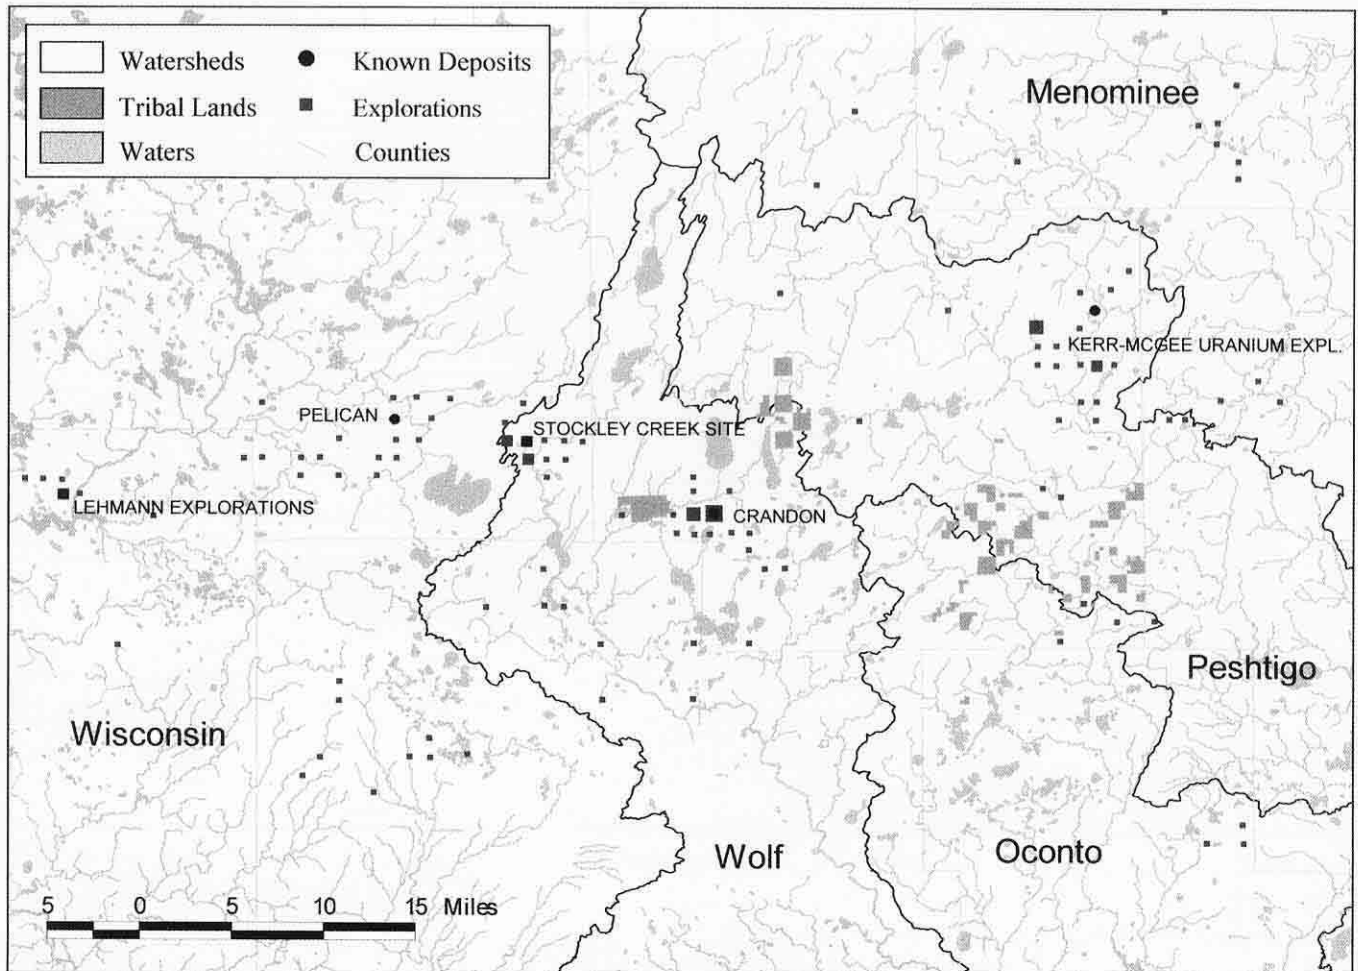 Watersheds
Known Deposits
Tribal Lands
Explorations
Waters
Counties
Menominee
KERR-MCGEE URANIUM EXPL.
PELICAN
STOCKLEY CREEK SITE
LEHMANN EXPLORATIONS
CRANDON
Peshtigo
Wisconsin
Wolf
Oconto
5 0 5 10 15 Miles